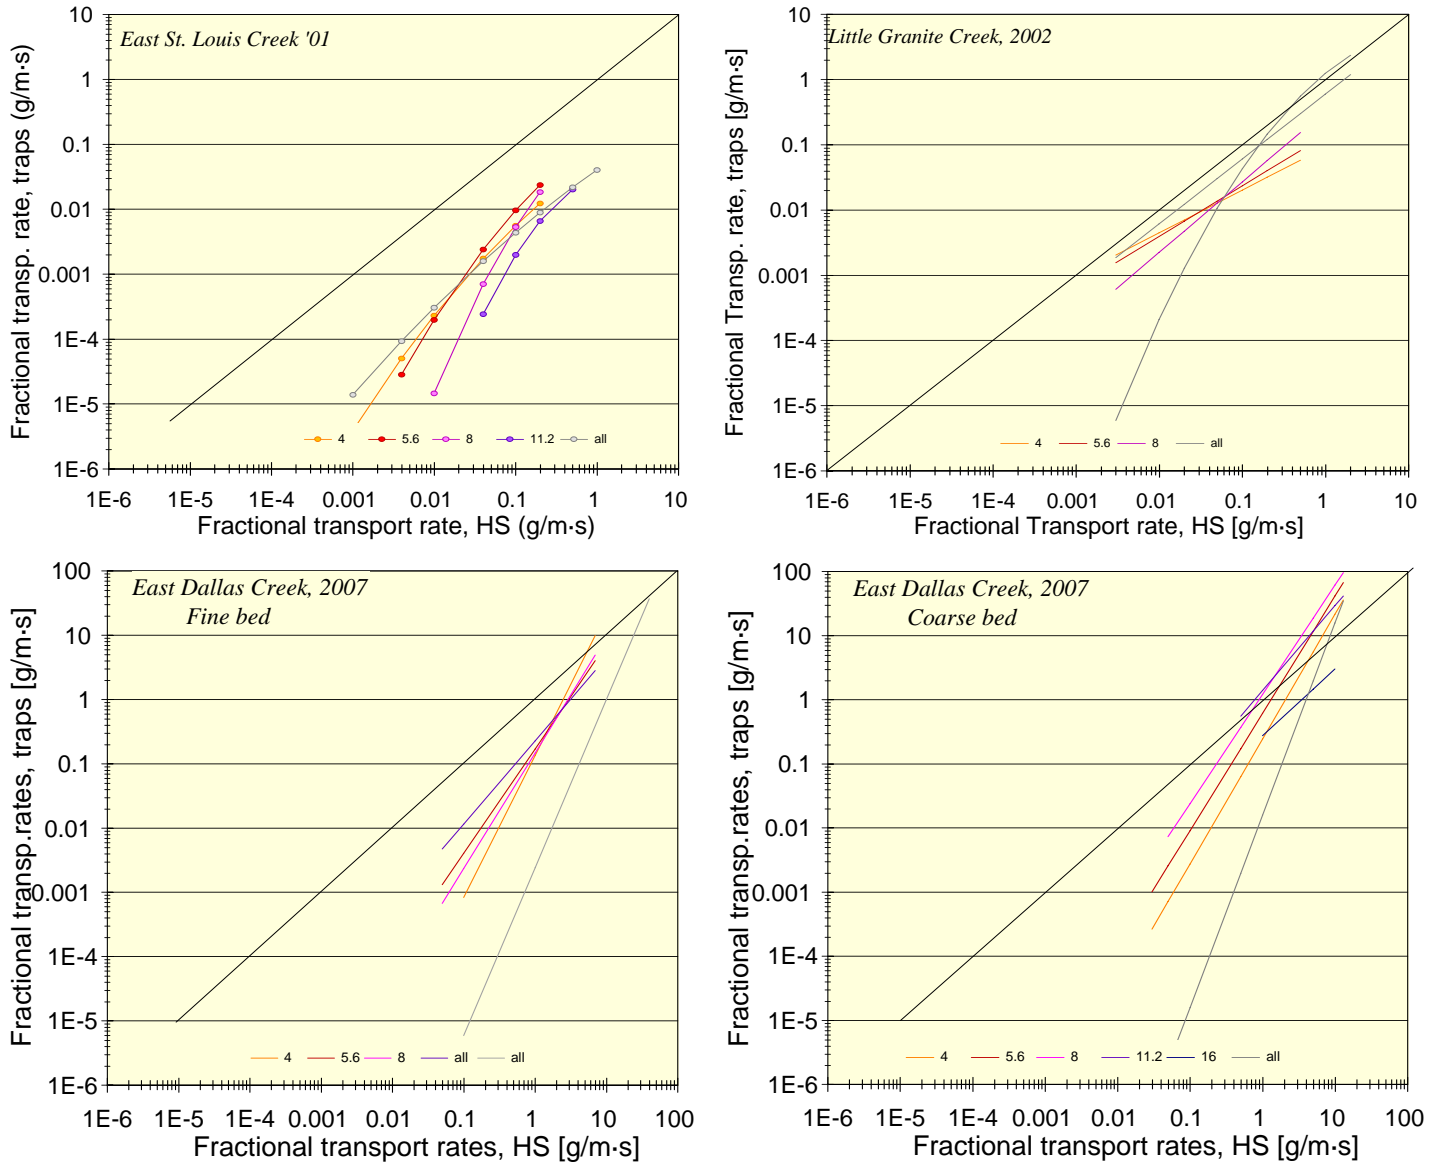 East St. Louis Creek '01
Fractional transp. rate, traps (g/m·s)
10
1
0.1
0.01
0.001
1E-4
1E-5
1E-6
4 5.6 8 11.2 all
1E-6 1E-5 1E-4 0.001 0.01 0.1 1 10
Fractional transport rate, HS (g/m·s)
Little Granite Creek, 2002
Fractional Transp. rate, traps [g/m·s]
10
1
0.1
0.01
0.001
1E-4
1E-5
1E-6
4 5.6 8 all
1E-6 1E-5 1E-4 0.001 0.01 0.1 1 10
Fractional Transport rate, HS [g/m·s]
East Dallas Creek, 2007
Fine bed
Fractional transp.rates, traps [g/m·s]
100
10
1
0.1
0.01
0.001
1E-4
1E-5
1E-6
4 5.6 8 all all
1E-6 1E-5 1E-4 0.001 0.01 0.1 1 10 100
Fractional transport rates, HS [g/m·s]
East Dallas Creek, 2007
Coarse bed
Fractional transp.rates, traps [g/m·s]
100
10
1
0.1
0.01
0.001
1E-4
1E-5
1E-6
4 5.6 8 11.2 16 all
1E-6 1E-5 1E-4 0.001 0.01 0.1 1 10 100
Fractional transport rates, HS [g/m·s]